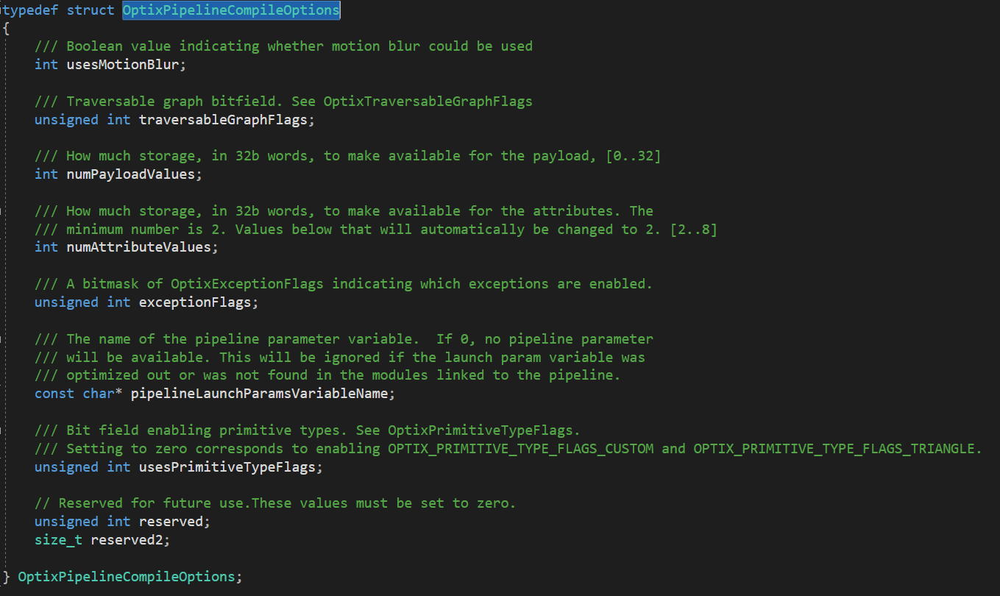 typedef struct OptixPipelineCompileOptions
{
/// Boolean value indicating whether motion blur could be used
int usesMotionBlur;
/// Traversable graph bitfield. See OptixTraversableGraphFlags
unsigned int traversableGraphFlags;
/// How much storage, in 32b words, to make available for the payload, [0..32]
int numPayloadValues;
/// How much storage, in 32b words, to make available for the attributes. The
/// minimum number is 2. Values below that will automatically be changed to 2. [2..8]
int numAttributeValues;
/// A bitmask of OptixExceptionFlags indicating which exceptions are enabled.
unsigned int exceptionFlags;
/// The name of the pipeline parameter variable.  If 0, no pipeline parameter
/// will be available. This will be ignored if the launch param variable was
/// optimized out or was not found in the modules linked to the pipeline.
const char* pipelineLaunchParamsVariableName;
/// Bit field enabling primitive types. See OptixPrimitiveTypeFlags.
/// Setting to zero corresponds to enabling OPTIX_PRIMITIVE_TYPE_FLAGS_CUSTOM and OPTIX_PRIMITIVE_TYPE_FLAGS_TRIANGLE.
unsigned int usesPrimitiveTypeFlags;
// Reserved for future use.These values must be set to zero.
unsigned int reserved;
size_t reserved2;
} OptixPipelineCompileOptions;